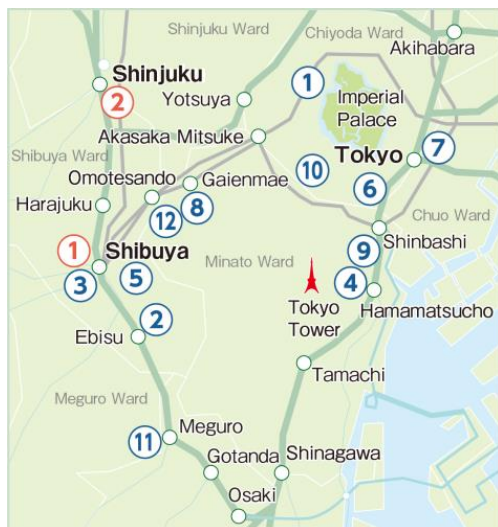 Shinjuku Ward
Chiyoda Ward
Akihabara
Shinjuku
2
Yotsuya
1
Imperial
Palace
Akasaka Mitsuke
Tokyo
7
Shibuya Ward
Omotesando
Gaienmae
10
6
Harajuku
12
8
Chuo Ward
Shinbashi
1
Shibuya
3
5
Minato Ward
9
4
Tokyo
Tower
Hamamatsucho
2
Ebisu
Tamachi
Meguro Ward
11
Meguro
Gotanda
Shinagawa
Osaki